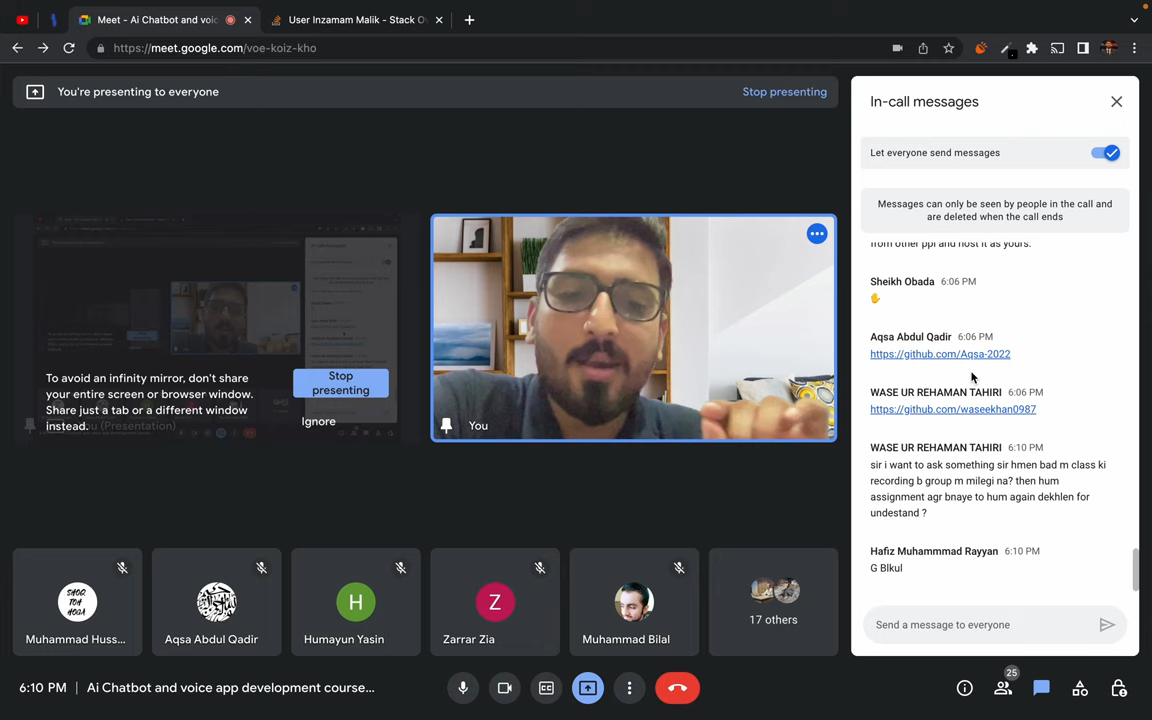 Meet - Ai Chatbot and voic
User Inzamam Malik - Stack O
https://meet.google.com/voe-koiz-kho
You're presenting to everyone
Stop presenting
To avoid an infinity mirror, don't share
your entire screen or browser window.
Share just a tab or a different window
instead.
(Presentation)
Stop
presenting
Ignore
You
SHOR
TOH
HOGA
Muhammad Huss...
Aqsa Abdul Qadir
H
Humayun Yasin
Z
Zarrar Zia
Muhammad Bilal
17 others
In-call messages
Let everyone send messages
Messages can only be seen by people in the call and
are deleted when the call ends
from other ppl and host it as yours.
Sheikh Obada 6:06 PM
✋
Aqsa Abdul Qadir 6:06 PM
https://github.com/Aqsa-2022
WASE UR REHAMAN TAHIRI 6:06 PM
https://github.com/waseekhan0987
WASE UR REHAMAN TAHIRI 6:10 PM
sir i want to ask something sir hmen bad m class ki
recording b group m milegi na? then hum
assignment agr bnaye to hum again dekhlen for
undestand ?
Hafiz Muhammmad Rayyan 6:10 PM
G Blkul
Send a message to everyone
6:10 PM | Ai Chatbot and voice app development course...
25